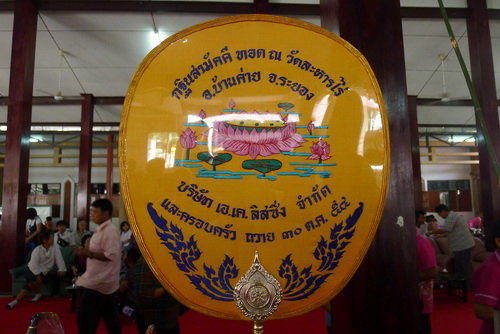 กฐินสามัคคี ทอด ณ วัดละหารไร่
อ.บ้านค่าย จ.ระยอง
บริษัท เอ.เค. ลิสซิ่ง จำกัด
และครอบครัว ถวาย ๓๐ ต.ค. ๕๔